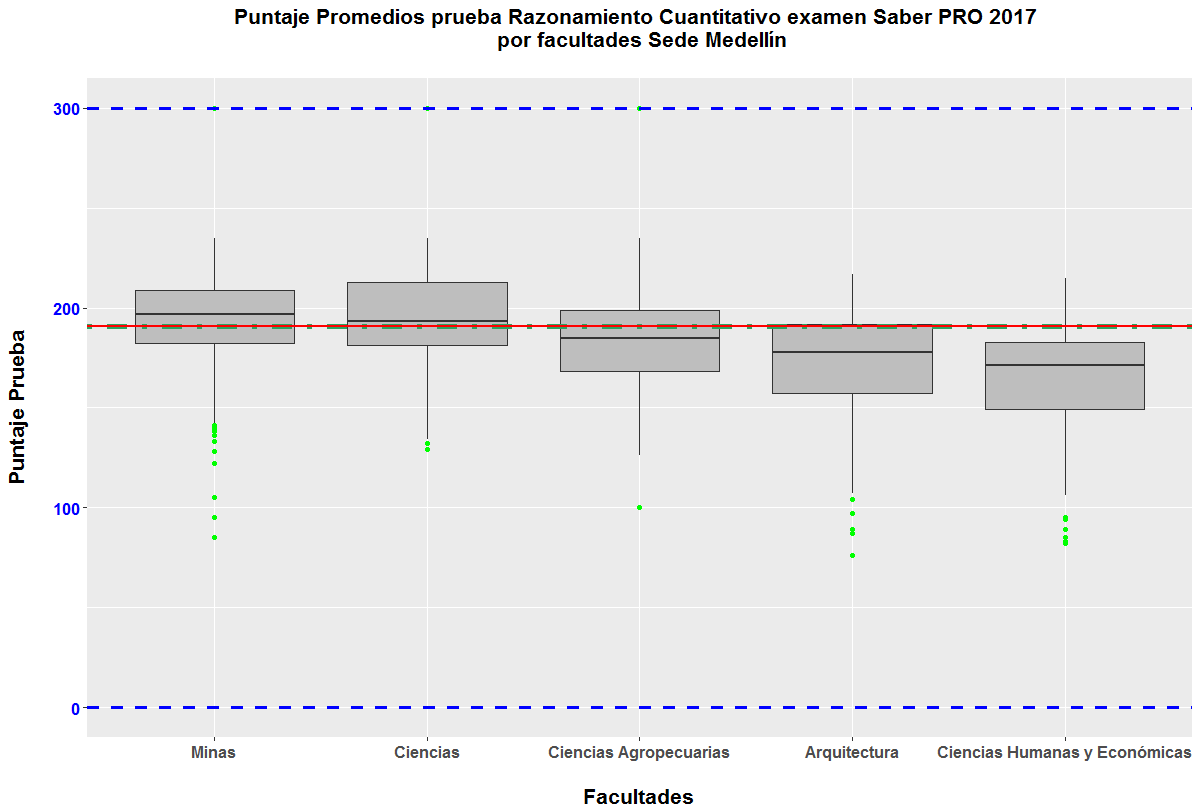 Puntaje Promedios prueba Razonamiento Cuantitativo examen Saber PRO 2017
por facultades Sede Medellín
300
200
100
0
Puntaje Prueba
Minas
Ciencias
Ciencias Agropecuarias
Arquitectura
Ciencias Humanas y Económicas
Facultades